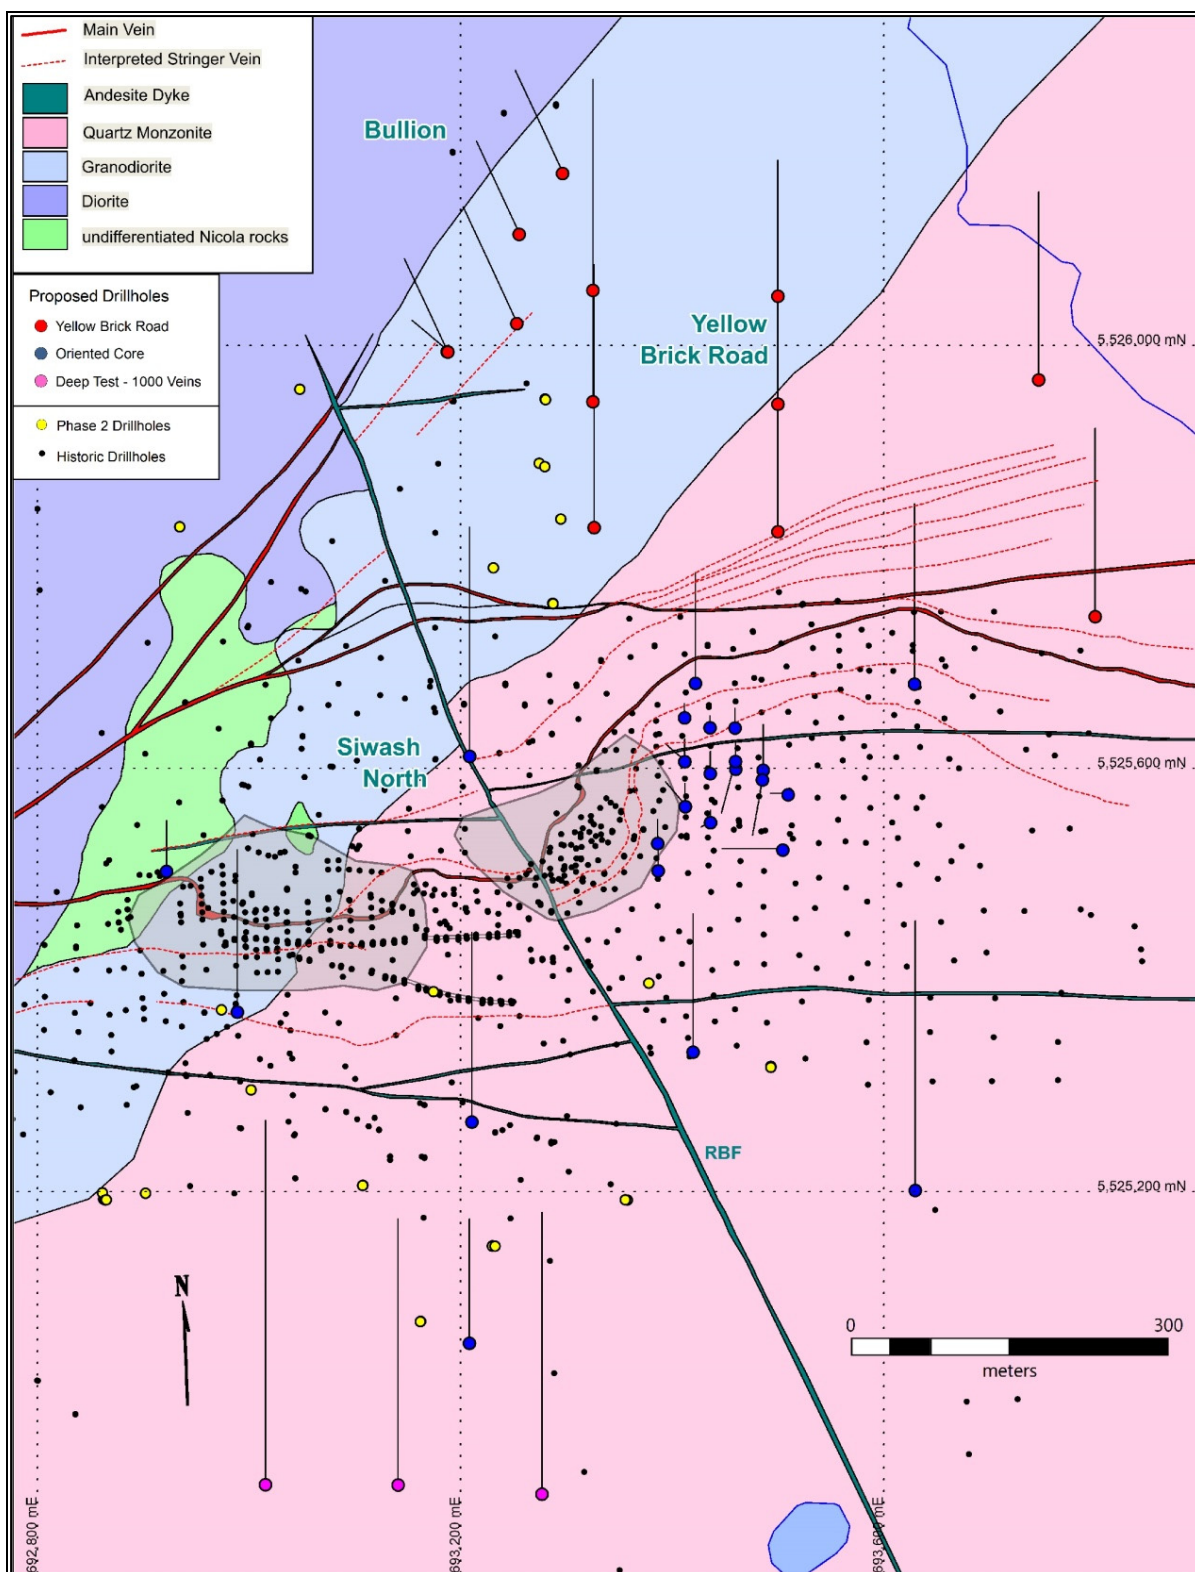 Main Vein
Interpreted Stringer Vein
Andesite Dyke
Quartz Monzonite
Granodiorite
Diorite
undifferentiated Nicola rocks
Proposed Drillholes
Yellow Brick Road
Oriented Core
Deep Test - 1000 Veins
Phase 2 Drillholes
Historic Drillholes
Bullion
Yellow
Brick Road
5,526,000 mN
Siwash
North
5,525,600 mN
RBF
5,525,200 mN
N
0 300
meters
692,800 mE
693,200 mE
693,600 mE